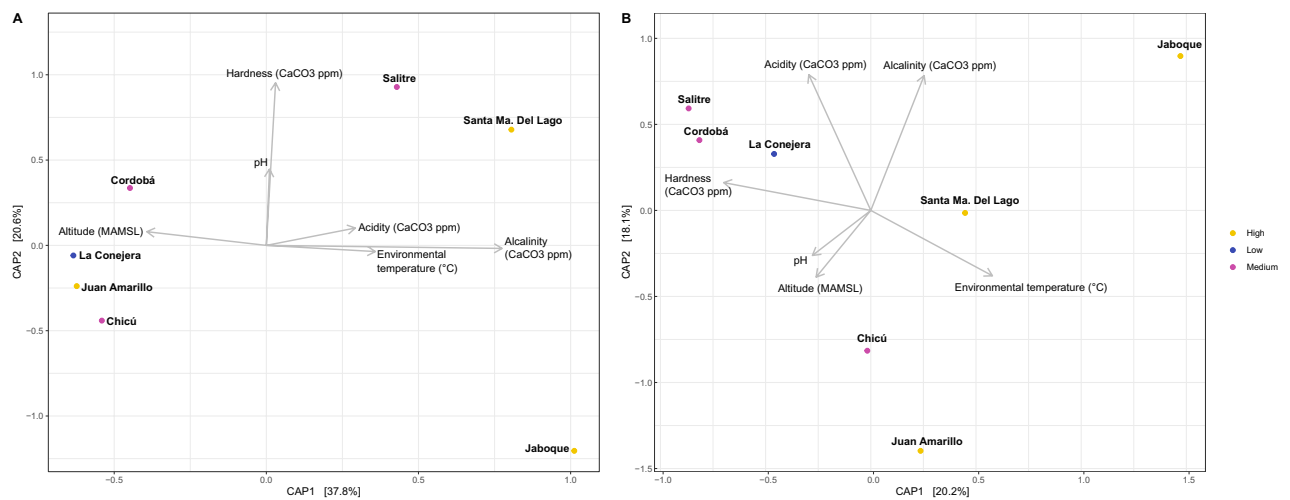 A
Hardness (CaCO3 ppm)
Salitre
Santa Ma. Del Lago
pH
Cordobá
Altitude (MAMSL)
Acidity (CaCO3 ppm)
Alcalinity
(CaCO3 ppm)
Environmental
temperature (°C)
La Conejera
Juan Amarillo
Chicú
Jaboque
1.0
0.5
0.0
−0.5
−1.0
−0.5
0.0
0.5
1.0
CAP2 [20.6%]
CAP1 [37.8%]
B
Jaboque
Acidity (CaCO3 ppm)
Alcalinity (CaCO3 ppm)
Salitre
Cordobá
La Conejera
Hardness
(CaCO3 ppm)
Santa Ma. Del Lago
pH
Altitude (MAMSL)
Environmental temperature (°C)
Chicú
Juan Amarillo
1.0
0.5
0.0
−0.5
−1.0
−1.5
−1.0
−0.5
0.0
0.5
1.0
1.5
CAP2 [18.1%]
CAP1 [20.2%]
High
Low
Medium